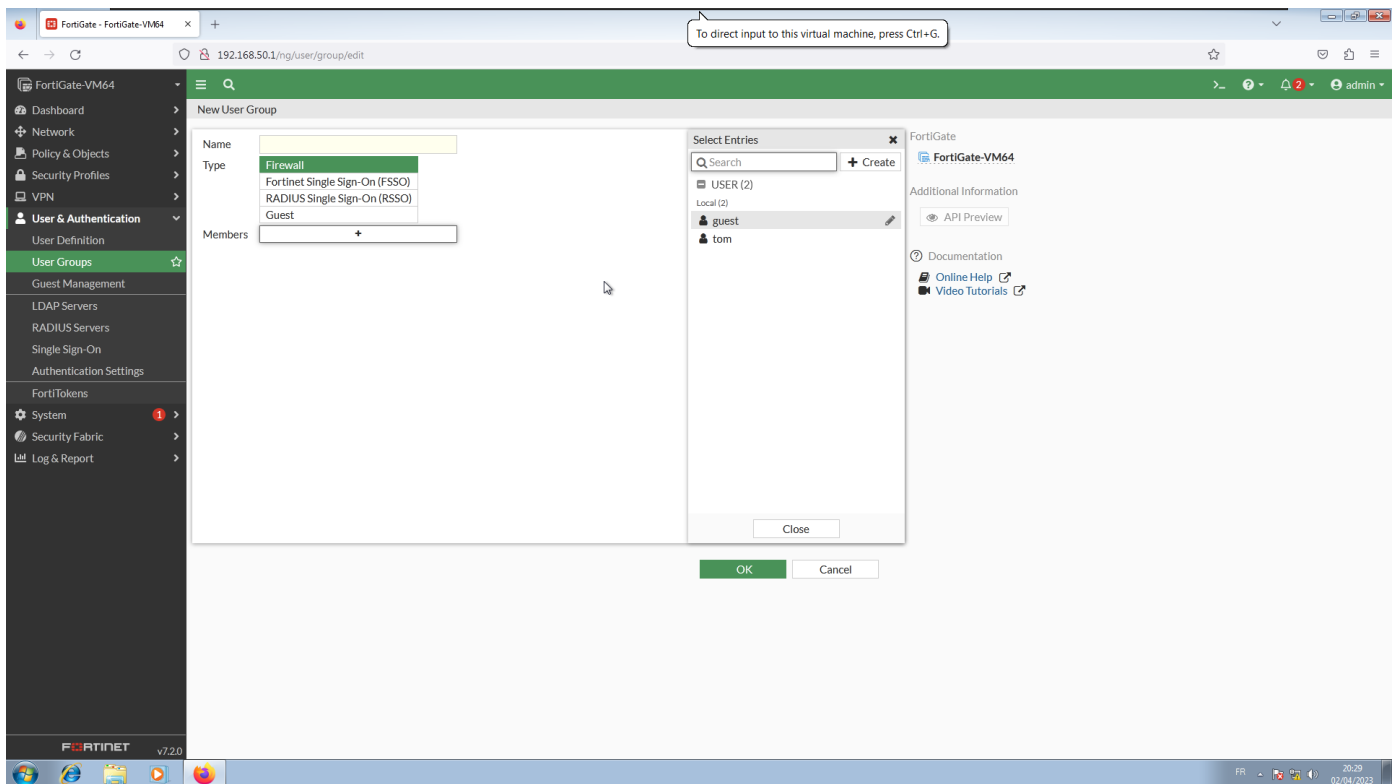 FortiGate - FortiGate-VM64
To direct input to this virtual machine, press Ctrl+G.
192.168.50.1/ng/user/group/edit
FortiGate-VM64
>_
2
admin
Dashboard
Network
Policy & Objects
Security Profiles
VPN
User & Authentication
User Definition
User Groups
Guest Management
LDAP Servers
RADIUS Servers
Single Sign-On
Authentication Settings
FortiTokens
System 1
Security Fabric
Log & Report
FORTINET v7.2.0
New User Group
Name
Type
Firewall
Fortinet Single Sign-On (FSSO)
RADIUS Single Sign-On (RSSO)
Guest
Members
+
Select Entries
Search
+ Create
USER (2)
Local (2)
guest
tom
Close
OK
Cancel
FortiGate
FortiGate-VM64
Additional Information
API Preview
Documentation
Online Help
Video Tutorials
FR
20:29
02/04/2023